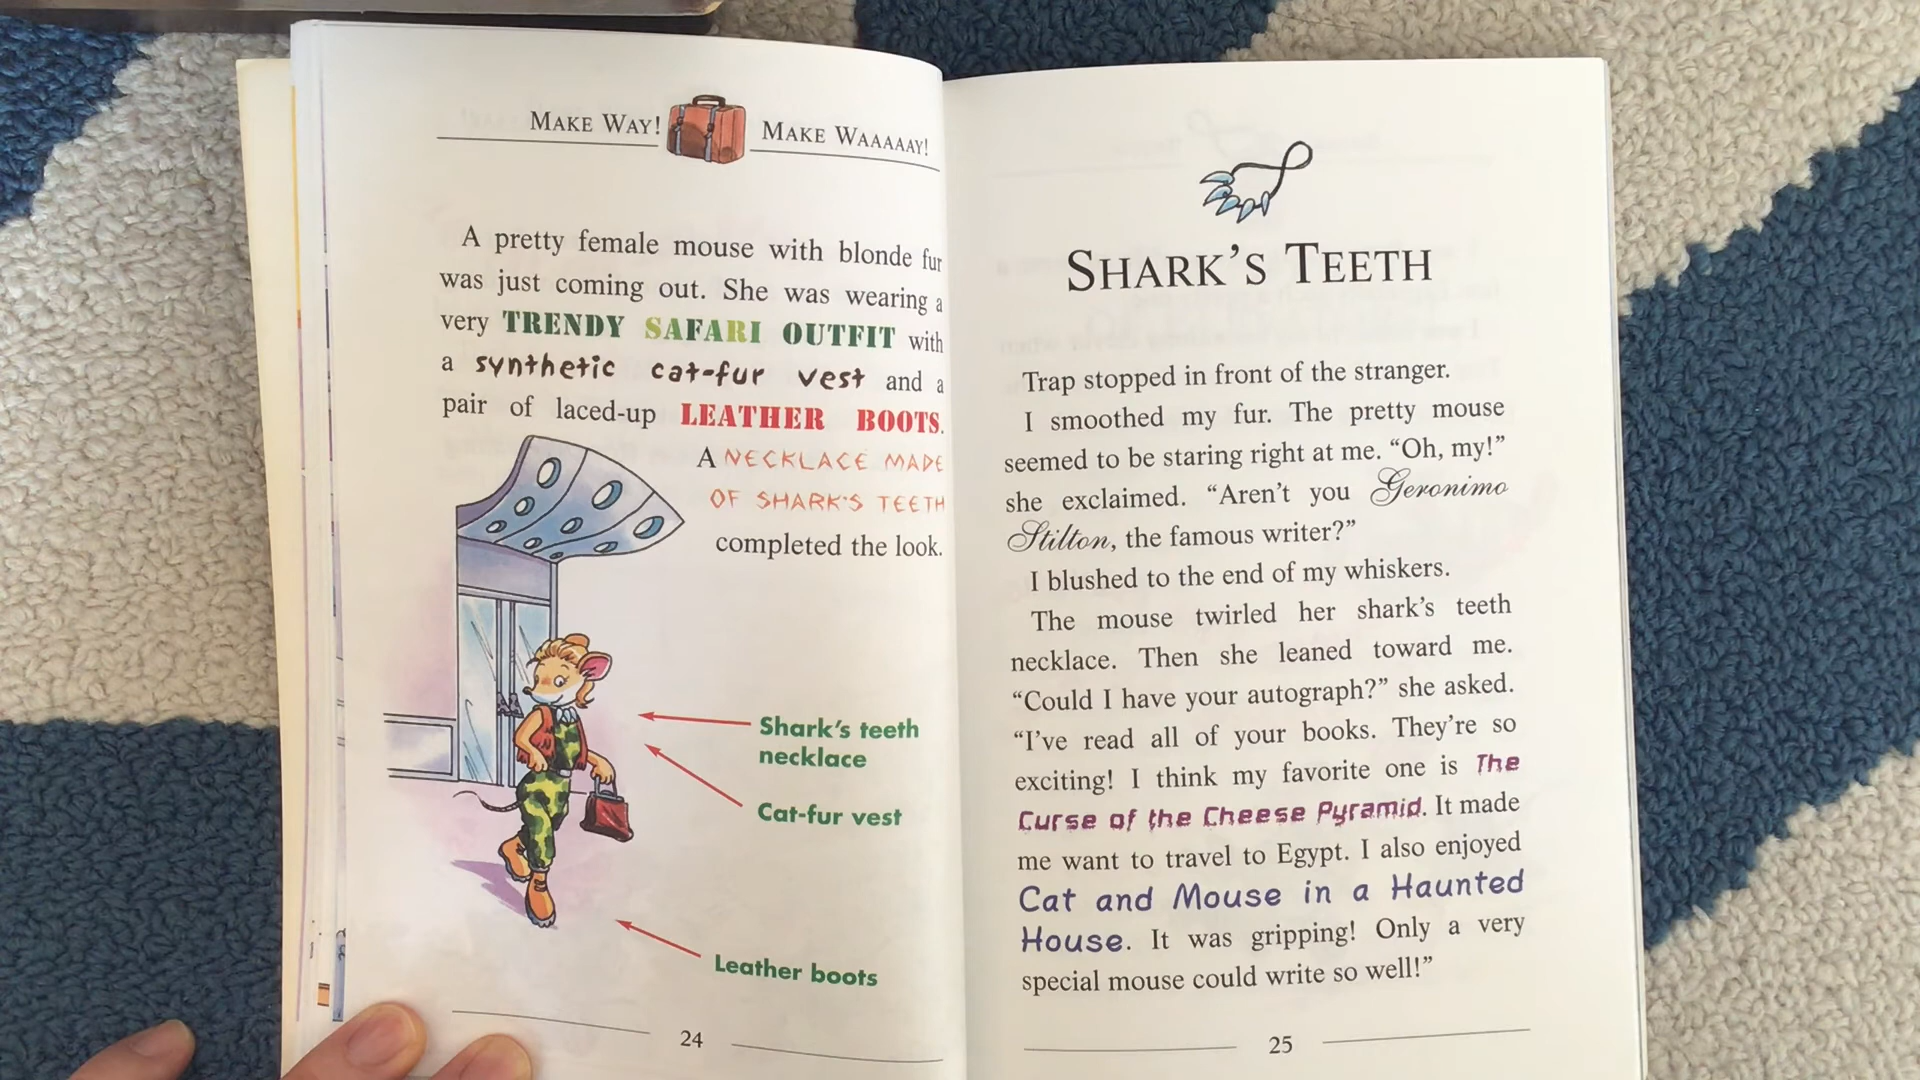 MAKE WAY! MAKE WAAAAAY!
A pretty female mouse with blonde fur
was just coming out. She was wearing a
very TRENDY SAFARI OUTFIT with
a synthetic cat-fur vest and a
pair of laced-up LEATHER BOOTS.
A NECKLACE MADE
OF SHARK'S TEETH
completed the look.
Shark's teeth
necklace
Cat-fur vest
Leather boots
24
SHARK'S TEETH
Trap stopped in front of the stranger.
I smoothed my fur. The pretty mouse
seemed to be staring right at me. “Oh, my!”
she exclaimed. “Aren't you Geronimo
Stilton, the famous writer?”
I blushed to the end of my whiskers.
The mouse twirled her shark's teeth
necklace. Then she leaned toward me.
“Could I have your autograph?” she asked.
“I've read all of your books. They're so
exciting! I think my favorite one is The
Curse of the Cheese Pyramid. It made
me want to travel to Egypt. I also enjoyed
Cat and Mouse in a Haunted
House. It was gripping! Only a very
special mouse could write so well!”
25